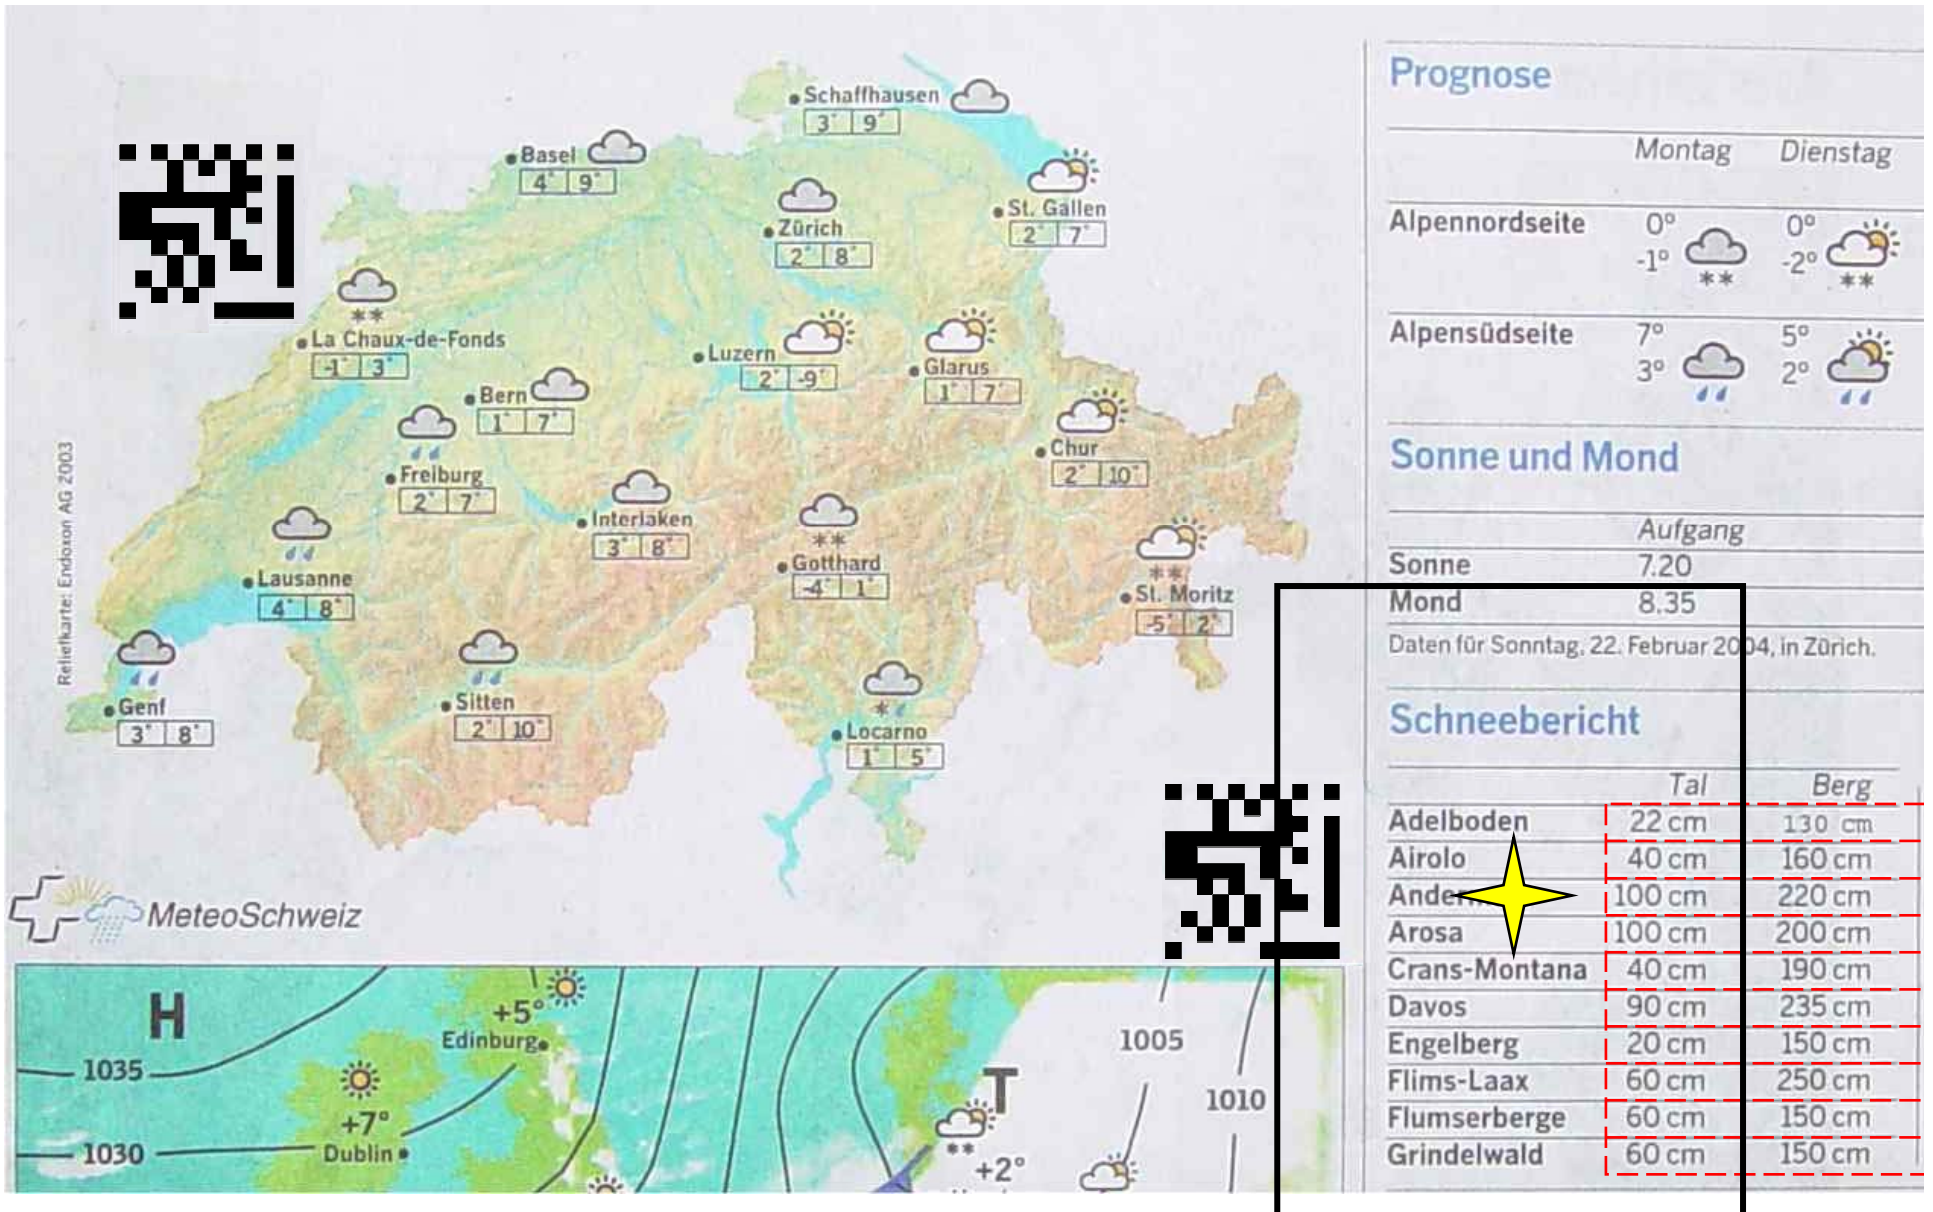 Schaffhausen
3° 9°
Basel
4° 9°
Zürich
2° 8°
St. Gallen
2° 7°
La Chaux-de-Fonds
-1° 3°
Luzern
2° -9°
Glarus
1° 7°
Bern
1° 7°
Chur
2° 10°
Freiburg
2° 7°
Interlaken
3° 8°
Gotthard
-4° 1°
Lausanne
4° 8°
St. Moritz
-5° 2°
Genf
3° 8°
Sitten
2° 10°
Locarno
1° 5°
Reliefkarte: Endoxon AG 2003
MeteoSchweiz
H
+5°
Edinburg
1035
+7°
Dublin
1030
1005
T
1010
+2°
Prognose
Montag Dienstag
Alpennordseite 0° 0°
-1° -2°
Alpensüdseite 7° 5°
3° 2°
Sonne und Mond
Aufgang
Sonne 7.20
Mond 8.35
Daten für Sonntag, 22. Februar 2004, in Zürich.
Schneebericht
Tal Berg
Adelboden 22 cm 130 cm
Airolo 40 cm 160 cm
100 cm 220 cm
Arosa 100 cm 200 cm
Crans-Montana 40 cm 190 cm
Davos 90 cm 235 cm
Engelberg 20 cm 150 cm
Flims-Laax 60 cm 250 cm
Flumserberge 60 cm 150 cm
Grindelwald 60 cm 150 cm